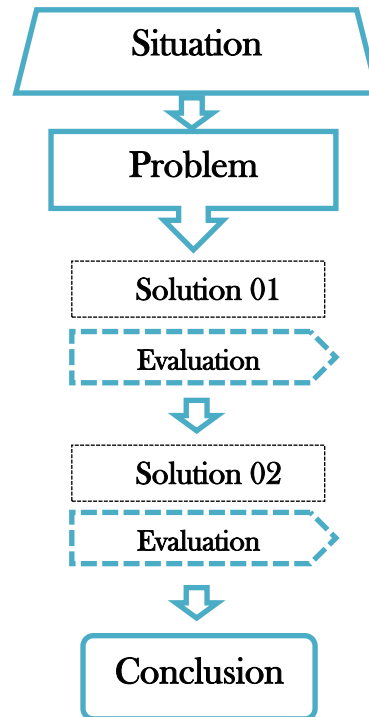 Situation
Problem
Solution 01
Evaluation
Solution 02
Evaluation
Conclusion